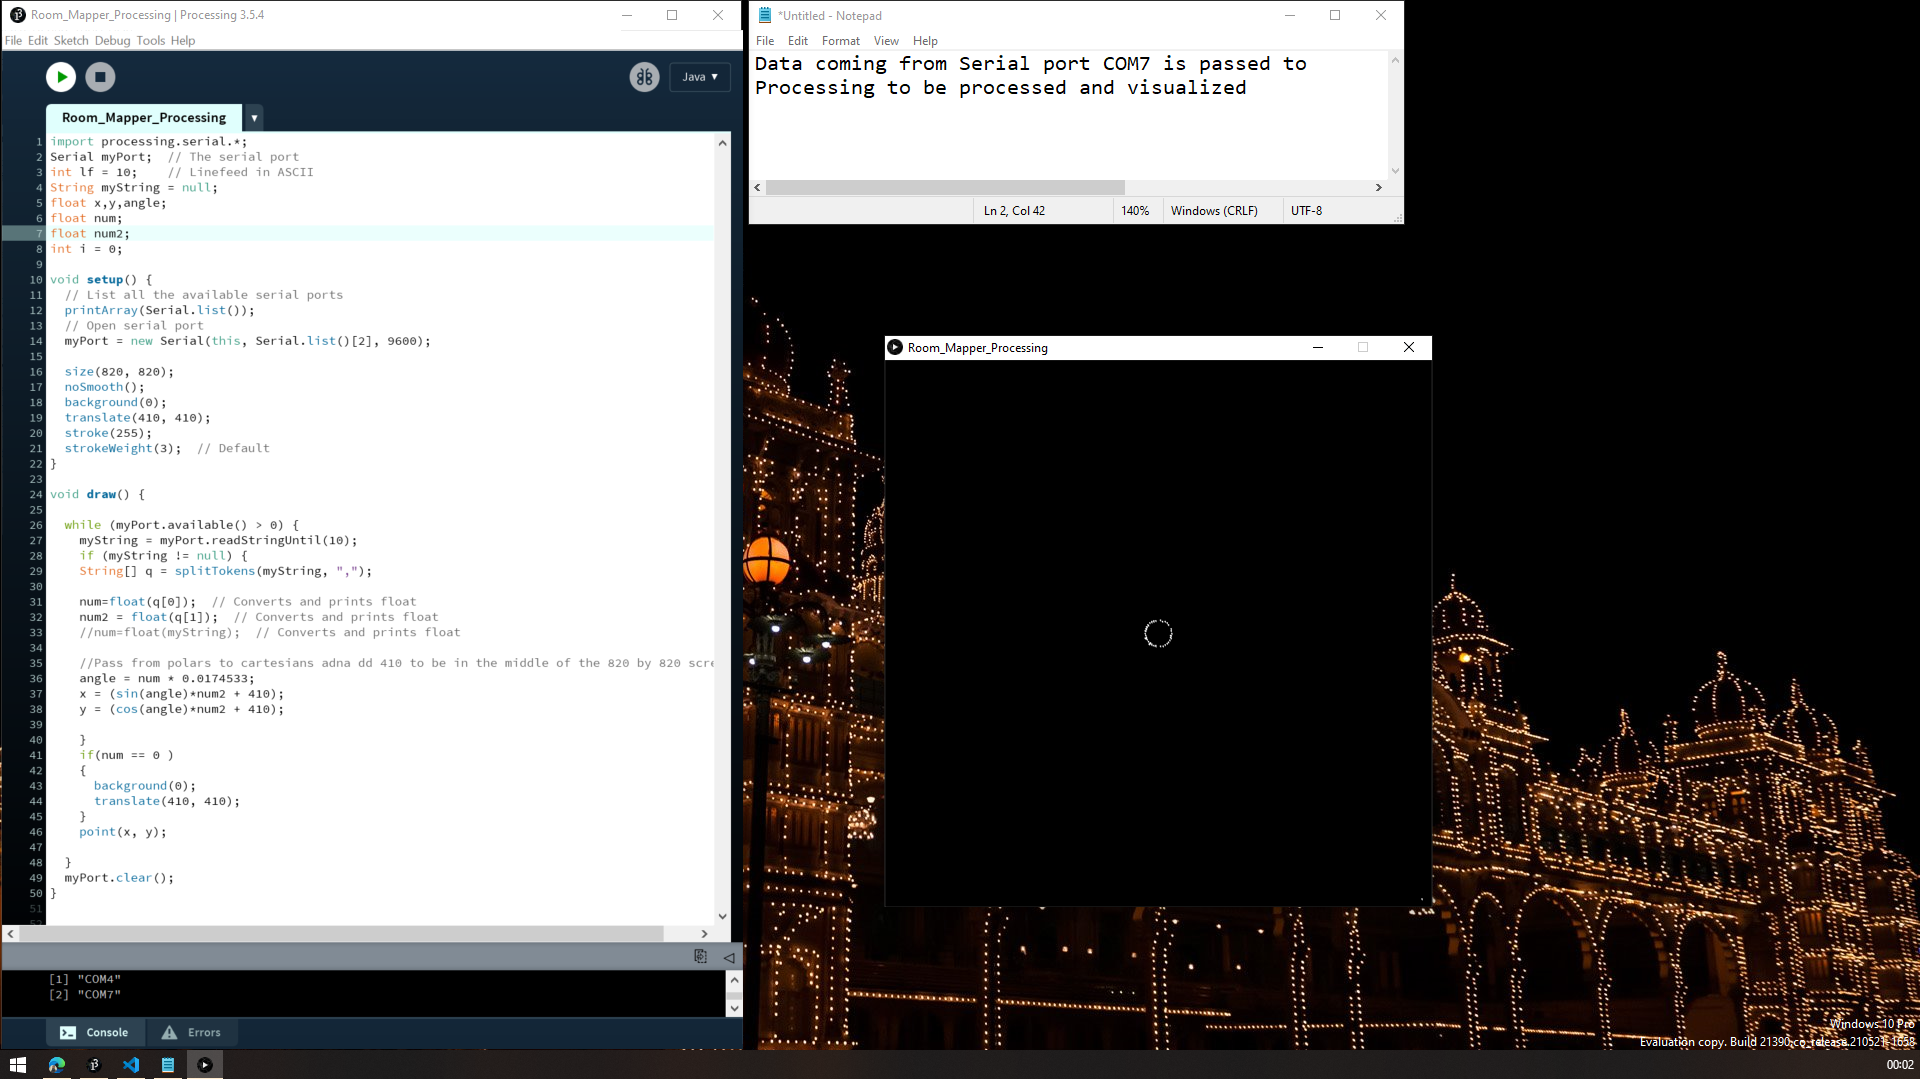 Room_Mapper_Processing | Processing 3.5.4
File Edit Sketch Debug Tools Help
Java ▼
Room_Mapper_Processing ▼
1 import processing.serial.*;
2 Serial myPort;  // The serial port
3 int lf = 10;    // Linefeed in ASCII
4 String myString = null;
5 float x,y,angle;
6 float num;
7 float num2;
8 int i = 0;
9
10 void setup() {
11   // List all the available serial ports
12   printArray(Serial.list());
13   // Open serial port
14   myPort = new Serial(this, Serial.list()[2], 9600);
15
16   size(820, 820);
17   noSmooth();
18   background(0);
19   translate(410, 410);
20   stroke(255);
21   strokeWeight(3);  // Default
22 }
23
24 void draw() {
25
26   while (myPort.available() > 0) {
27     myString = myPort.readStringUntil(10);
28     if (myString != null) {
29     String[] q = splitTokens(myString, ",");
30
31     num=float(q[0]);  // Converts and prints float
32     num2 = float(q[1]);  // Converts and prints float
33     //num=float(myString);  // Converts and prints float
34
35     //Pass from polars to cartesians adna dd 410 to be in the middle of the 820 by 820 scre
36     angle = num * 0.0174533;
37     x = (sin(angle)*num2 + 410);
38     y = (cos(angle)*num2 + 410);
39
40     }
41     if(num == 0 )
42     {
43       background(0);
44       translate(410, 410);
45     }
46     point(x, y);
47
48   }
49   myPort.clear();
50 }
51
52
[1] "COM4"
[2] "COM7"
Console Errors
*Untitled - Notepad
File Edit Format View Help
Data coming from Serial port COM7 is passed to
Processing to be processed and visualized
Ln 2, Col 42 140% Windows (CRLF) UTF-8
Room_Mapper_Processing
Windows 10 Pro
Evaluation copy. Build 21390.co_release.210521-1658
00:02